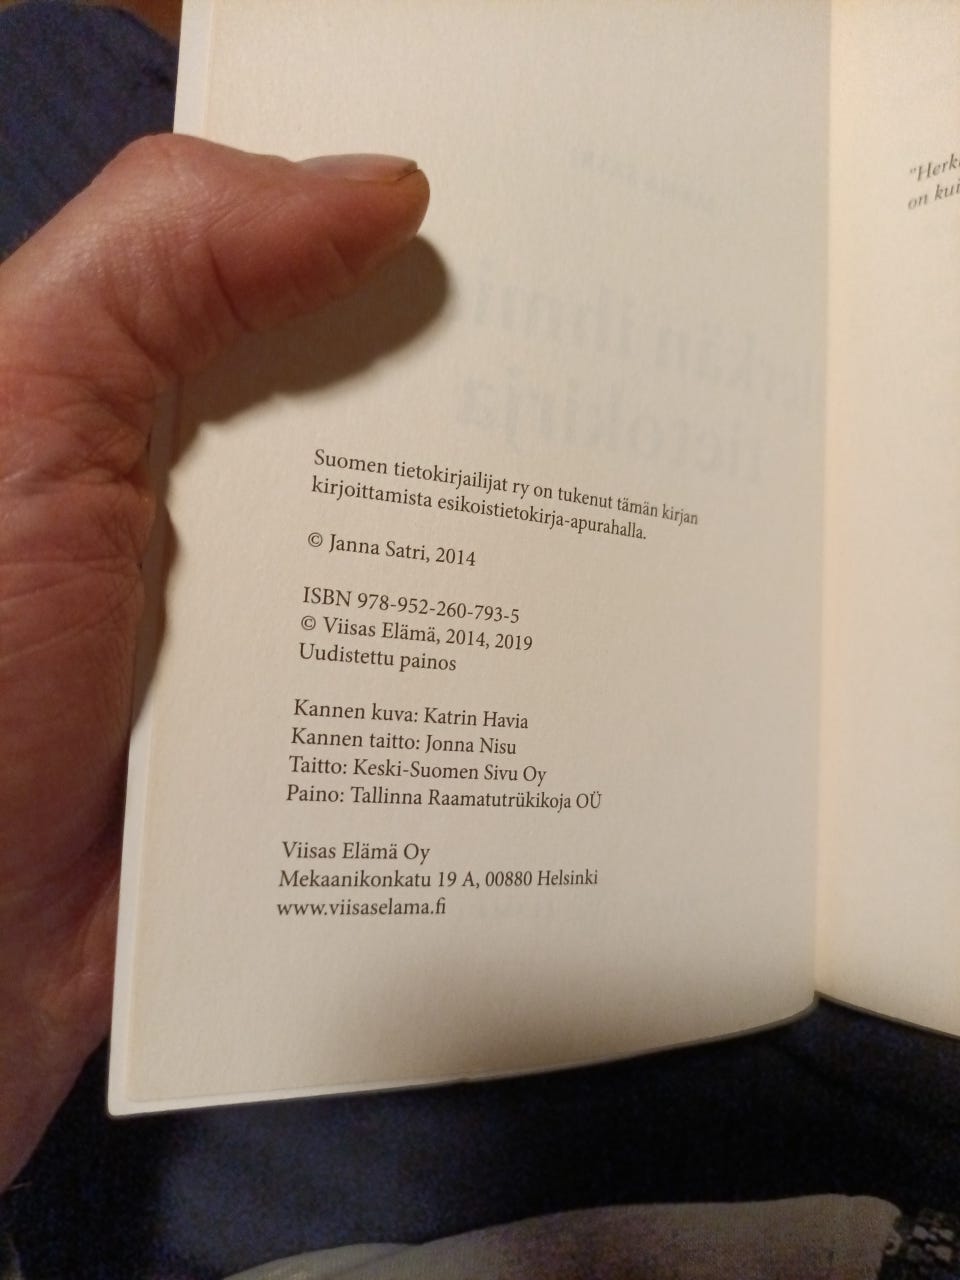 Suomen tietokirjailijat ry on tukenut tämän kirjan
kirjoittamista esikoistietokirja-apurahalla.
© Janna Satri, 2014
ISBN 978-952-260-793-5
© Viisas Elämä, 2014, 2019
Uudistettu painos
Kannen kuva: Katrin Havia
Kannen taitto: Jonna Nisu
Taitto: Keski-Suomen Sivu Oy
Paino: Tallinna Raamatutrükikoja OÜ
Viisas Elämä Oy
Mekaanikonkatu 19 A, 00880 Helsinki
www.viisaselama.fi
on